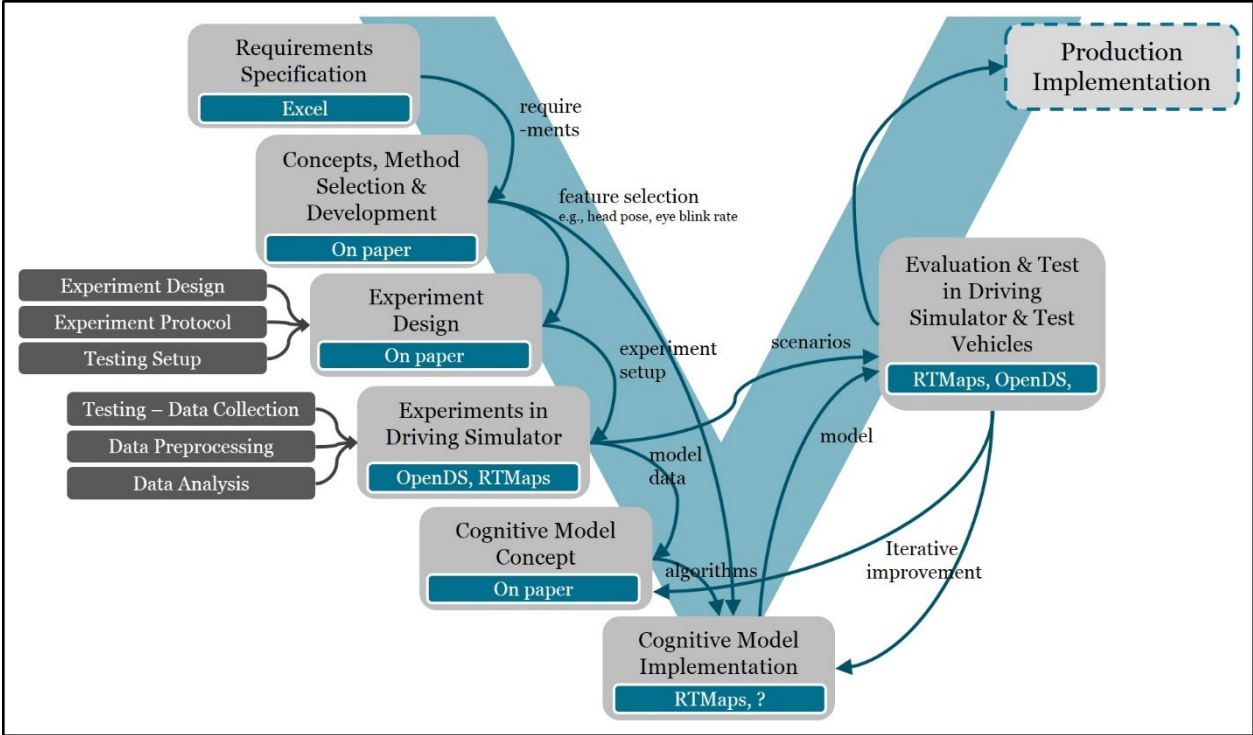 Requirements
Specification
Excel
require
-ments
Production
Implementation
Concepts, Method
Selection &
Development
On paper
feature selection
e.g., head pose, eye blink rate
Experiment Design
Experiment Protocol
Testing Setup
Experiment
Design
On paper
experiment
setup
scenarios
Evaluation & Test
in Driving
Simulator & Test
Vehicles
RTMaps, OpenDS,
Testing – Data Collection
Data Preprocessing
Data Analysis
Experiments in
Driving Simulator
OpenDS, RTMaps
model
data
model
Cognitive Model
Concept
On paper
algorithms
Iterative
improvement
Cognitive Model
Implementation
RTMaps, ?